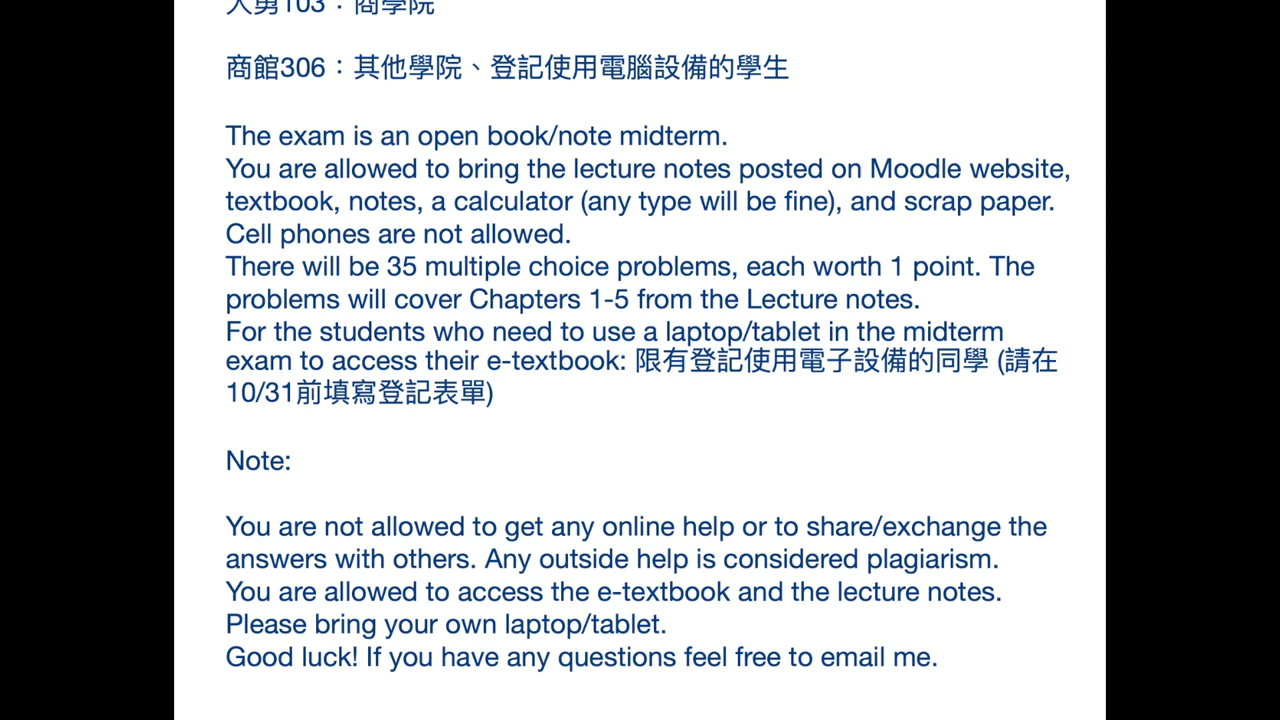 人勇103：商學院
商館306：其他學院、登記使用電腦設備的學生
The exam is an open book/note midterm.
You are allowed to bring the lecture notes posted on Moodle website,
textbook, notes, a calculator (any type will be fine), and scrap paper.
Cell phones are not allowed.
There will be 35 multiple choice problems, each worth 1 point. The
problems will cover Chapters 1-5 from the Lecture notes.
For the students who need to use a laptop/tablet in the midterm
exam to access their e-textbook: 限有登記使用電子設備的同學 (請在
10/31前填寫登記表單)
Note:
You are not allowed to get any online help or to share/exchange the
answers with others. Any outside help is considered plagiarism.
You are allowed to access the e-textbook and the lecture notes.
Please bring your own laptop/tablet.
Good luck! If you have any questions feel free to email me.